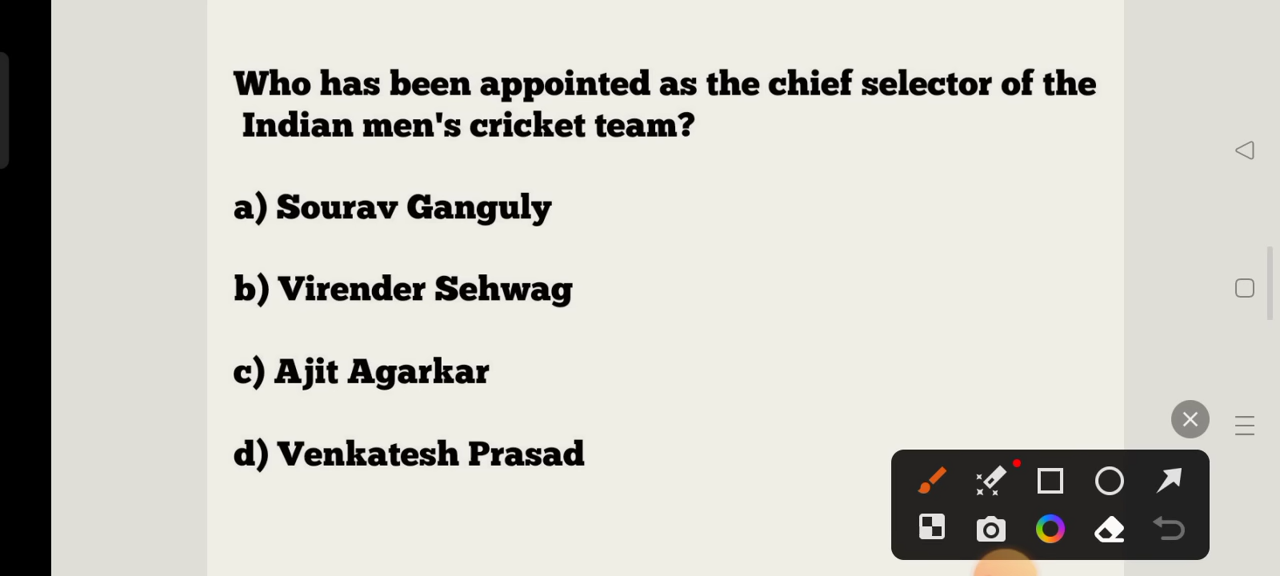 Who has been appointed as the chief selector of the
Indian men's cricket team?
a) Sourav Ganguly
b) Virender Sehwag
c) Ajit Agarkar
d) Venkatesh Prasad